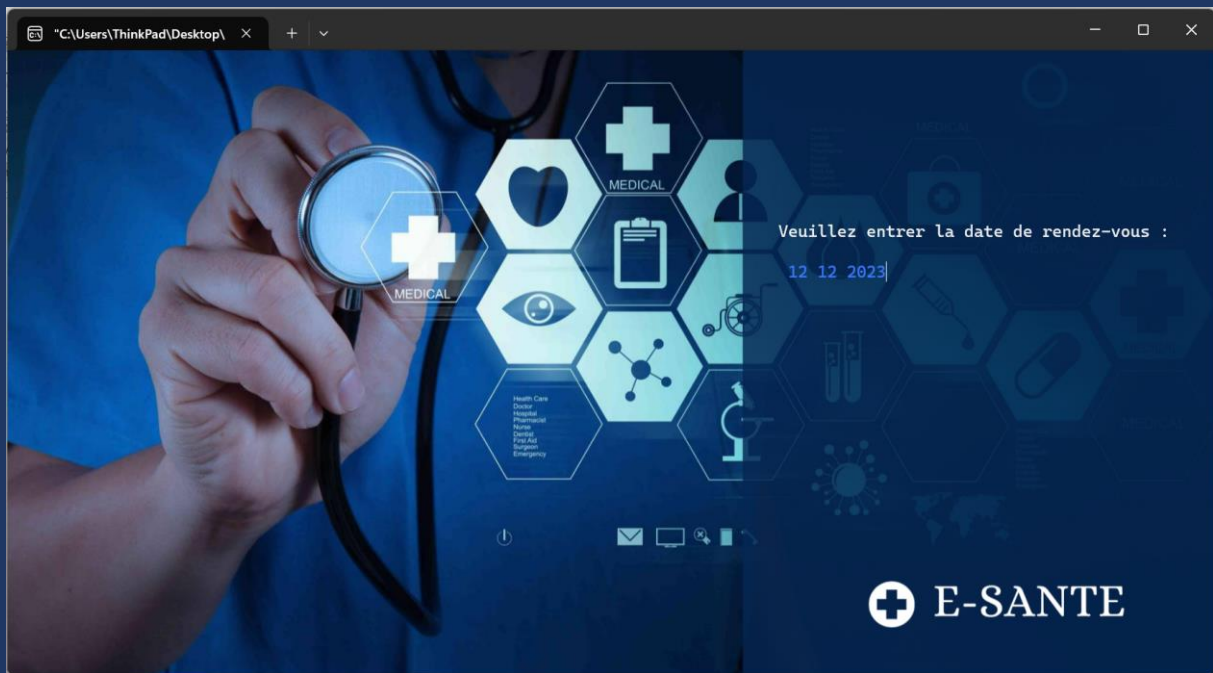 "C:\Users\ThinkPad\Desktop\
MEDICAL
MEDICAL
Veuillez entrer la date de rendez-vous :
12 12 2023
MEDICAL
Health Care
Doctor
Hospital
Pharmacist
Nurse
Dentist
First Aid
Surgeon
Emergency
E-SANTE